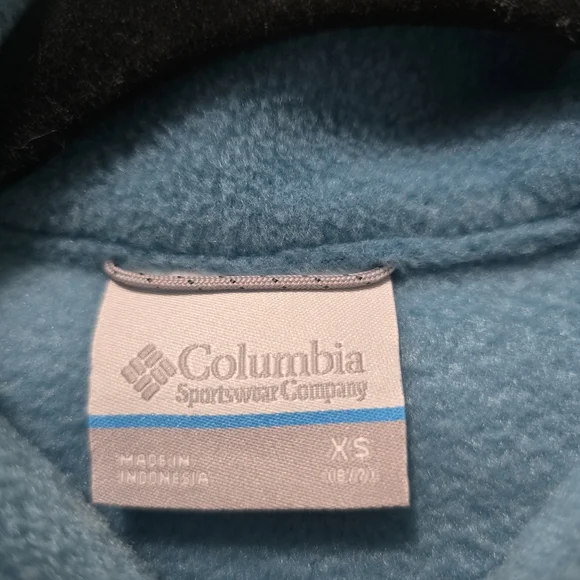 Columbia
Sportswear Company
XS
MADE IN
INDONESIA